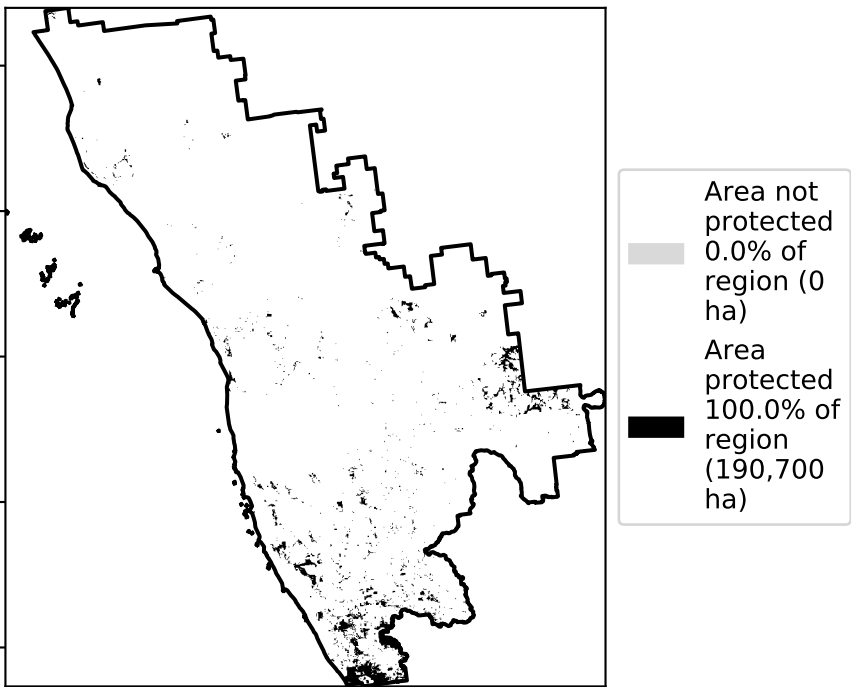 Area not
protected
0.0% of
region (0
ha)
Area
protected
100.0% of
region
(190,700
ha)